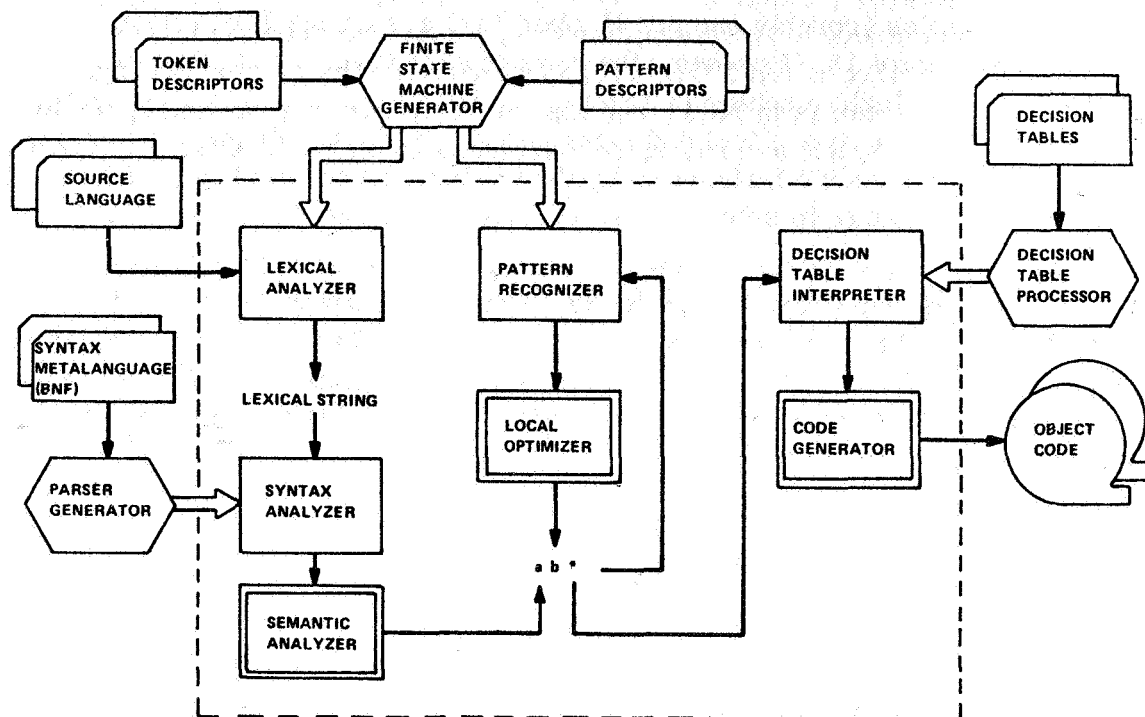 TOKEN
DESCRIPTORS
FINITE
STATE
MACHINE
GENERATOR
PATTERN
DESCRIPTORS
DECISION
TABLES
SOURCE
LANGUAGE
LEXICAL
ANALYZER
PATTERN
RECOGNIZER
DECISION
TABLE
INTERPRETER
DECISION
TABLE
PROCESSOR
SYNTAX
METALANGUAGE
(BNF)
LEXICAL STRING
LOCAL
OPTIMIZER
CODE
GENERATOR
OBJECT
CODE
PARSER
GENERATOR
SYNTAX
ANALYZER
a b *
SEMANTIC
ANALYZER